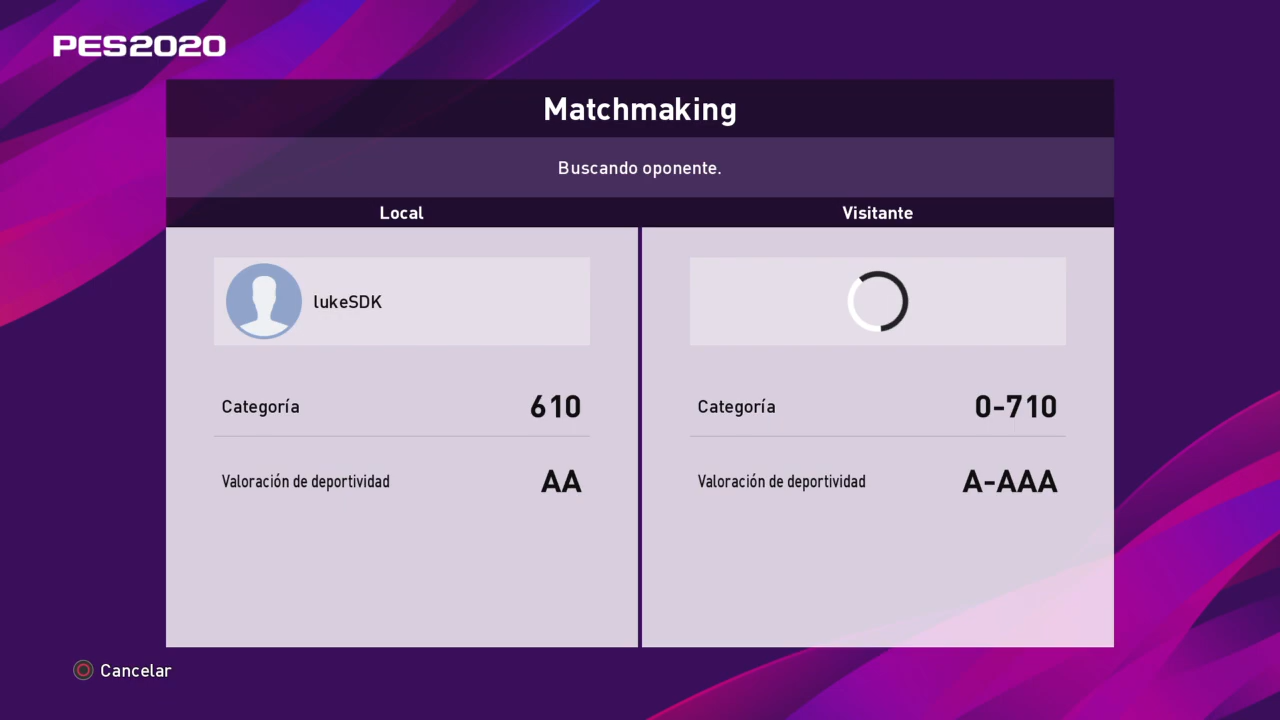 PES2020
Matchmaking
Buscando oponente.
Local
Visitante
lukeSDK
Categoría 610
Categoría 0-710
Valoración de deportividad AA
Valoración de deportividad A-AAA
Cancelar